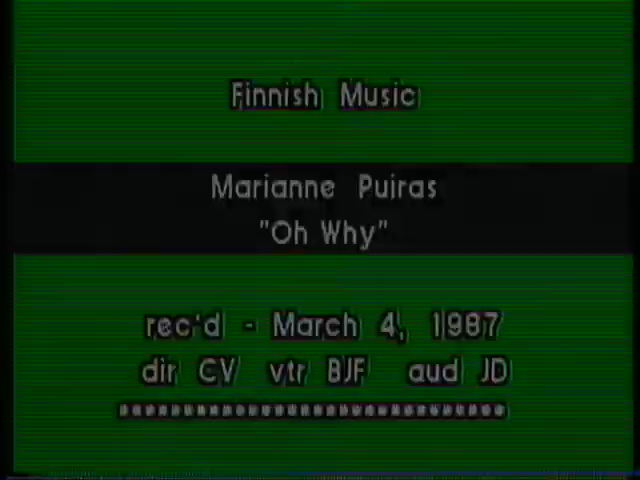 Finnish Music
Marianne Puiras
"Oh Why"
rec'd - March 4, 1987
dir CV vtr BJF aud JD